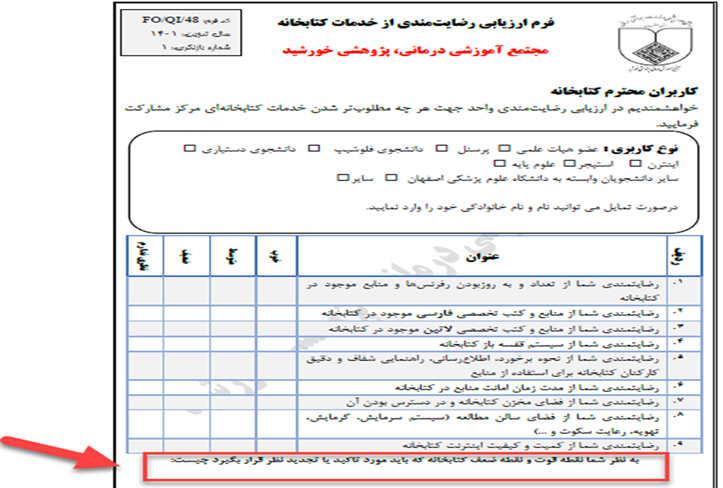 فرم ارزیابی رضایت‌مندی از خدمات کتابخانه
مجتمع آموزشی درمانی، پژوهشی خورشید
کد فرم: FO/QI/48
سال تدوین: ۱۴۰۱
شماره بازنگری: ۱
کاربران محترم کتابخانه
خواهشمندیم در ارزیابی رضایت‌مندی واحد جهت هر چه مطلوب‌تر شدن خدمات کتابخانه‌ای مرکز مشارکت
فرمایید.
نوع کاربری: عضو هیات علمی □ پرسنل □ دانشجوی فلوشیپ □ دانشجوی دستیاری □
اینترن □ استیجر □ علوم پایه □
سایر دانشجویان وابسته به دانشگاه علوم پزشکی اصفهان □ سایر □
درصورت تمایل می توانید نام و نام خانوادگی خود را وارد نمایید.
ردیف عنوان خوب متوسط ضعیف نظری ندارم
۱- رضایتمندی شما از تعداد و به روزبودن رفرنس‌ها و منابع موجود در
کتابخانه
۲- رضایتمندی شما از منابع و کتب تخصصی فارسی موجود در کتابخانه
۳- رضایتمندی شما از منابع و کتب تخصصی لاتین موجود در کتابخانه
۴- رضایتمندی شما از سیستم قفسه باز کتابخانه
۵- رضایتمندی شما از نحوه برخورد، اطلاع‌رسانی، راهنمایی شفاف و دقیق
کارکنان کتابخانه برای استفاده از منابع
۶- رضایتمندی شما از مدت زمان امانت منابع در کتابخانه
۷- رضایتمندی شما از فضای مخزن کتابخانه و در دسترس بودن آن
۸- رضایتمندی شما از فضای سالن مطالعه (سیستم سرمایش، گرمایش،
تهویه، رعایت سکوت و ...)
۹- رضایتمندی شما از کمیت و کیفیت اینترنت کتابخانه
به نظر شما نقطه قوت و نقطه ضعف کتابخانه که باید مورد تاکید یا تجدید نظر قرار بگیرد چیست: